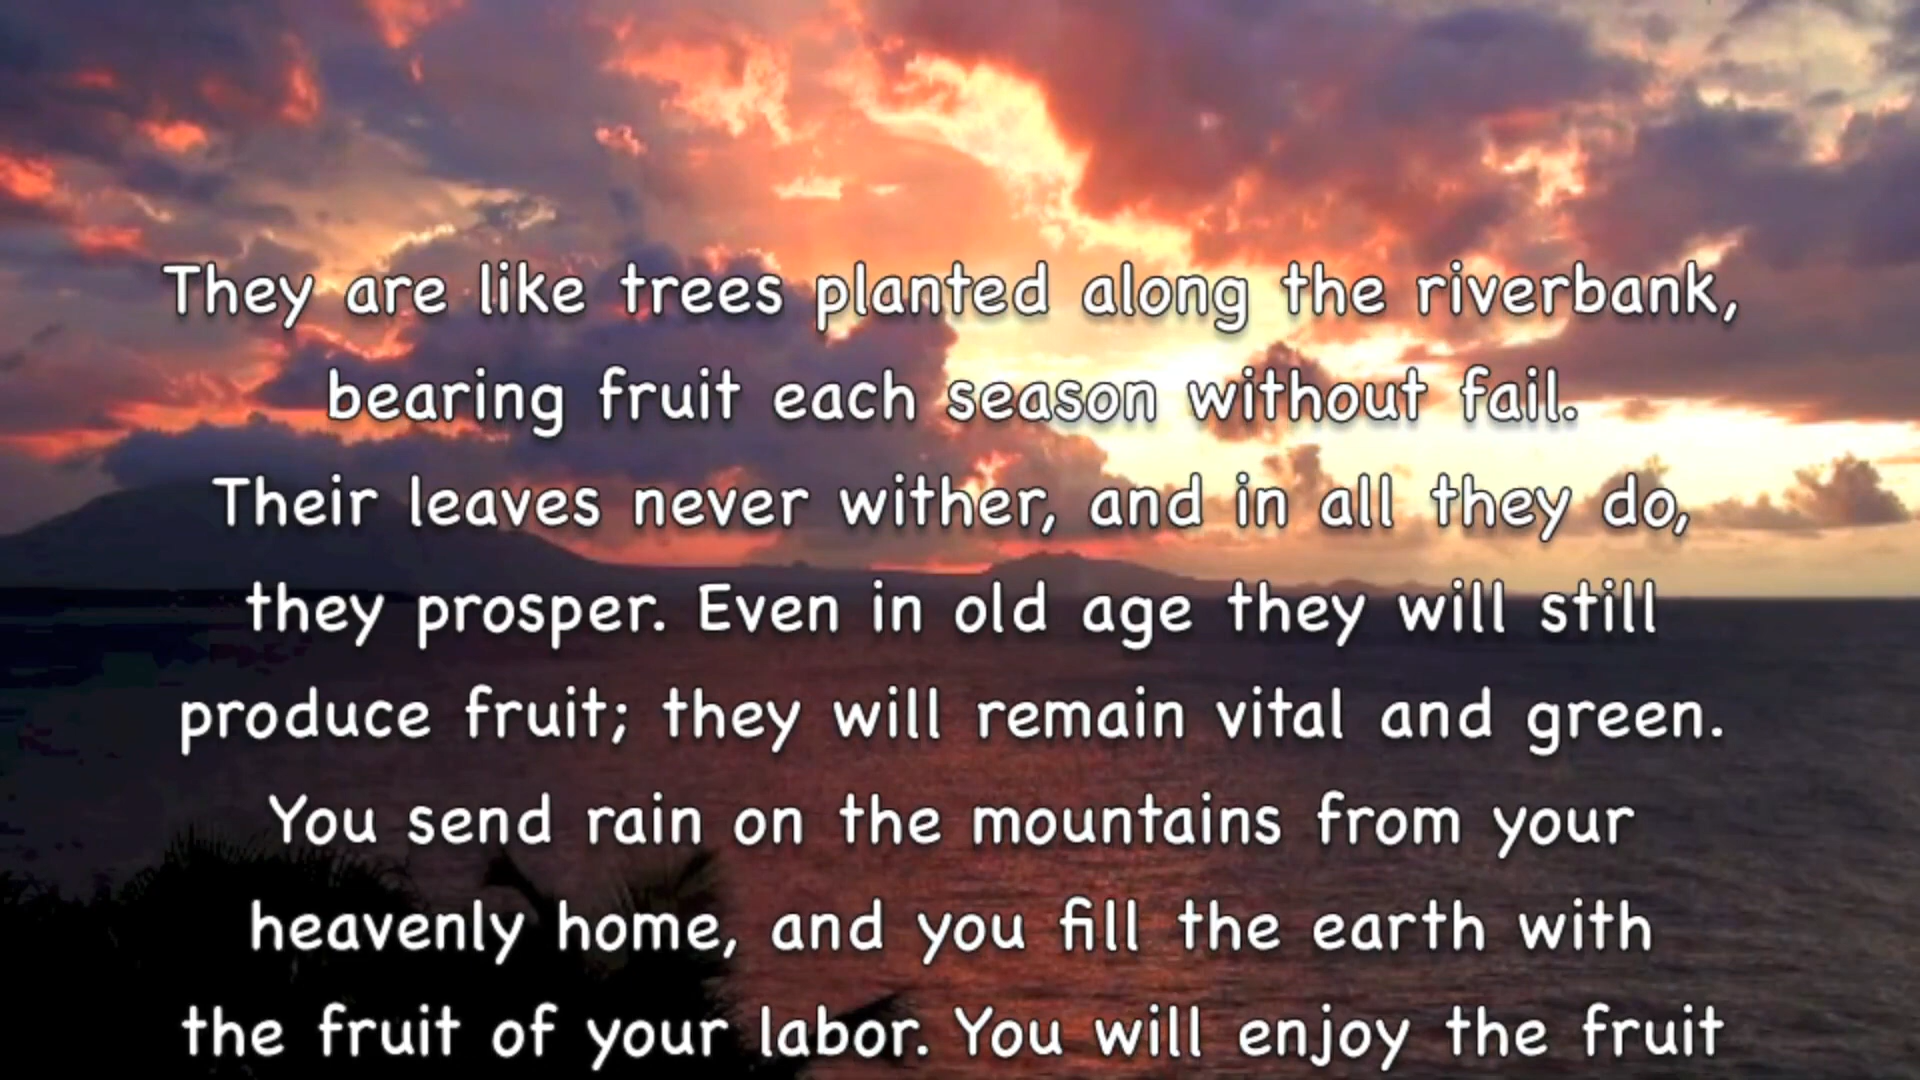 They are like trees planted along the riverbank,
bearing fruit each season without fail.
Their leaves never wither, and in all they do,
they prosper. Even in old age they will still
produce fruit; they will remain vital and green.
You send rain on the mountains from your
heavenly home, and you fill the earth with
the fruit of your labor. You will enjoy the fruit